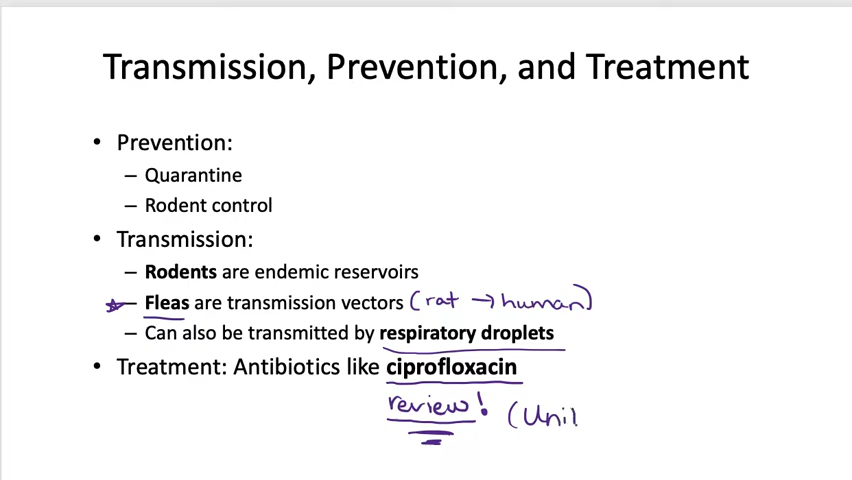 Transmission, Prevention, and Treatment
• Prevention:
– Quarantine
– Rodent control
• Transmission:
– Rodents are endemic reservoirs
– Fleas are transmission vectors (rat → human)
– Can also be transmitted by respiratory droplets
• Treatment: Antibiotics like ciprofloxacin
review! (Uni